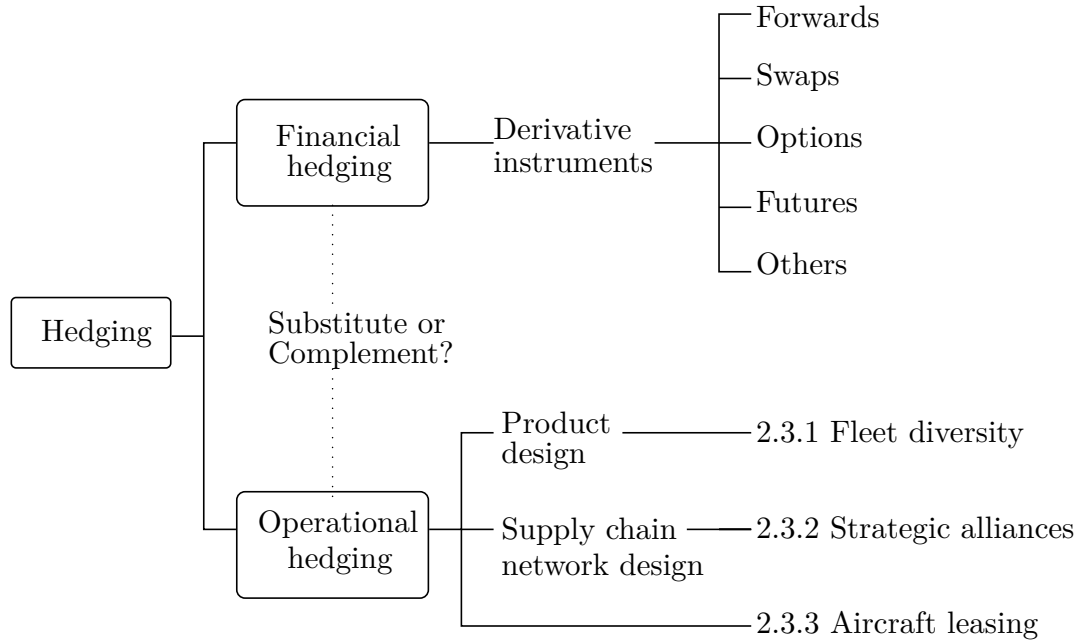 Forwards
Swaps
Financial
hedging
Derivative
instruments
Options
Futures
Others
Hedging
Substitute or
Complement?
Product
design
2.3.1 Fleet diversity
Operational
hedging
Supply chain
network design
2.3.2 Strategic alliances
2.3.3 Aircraft leasing